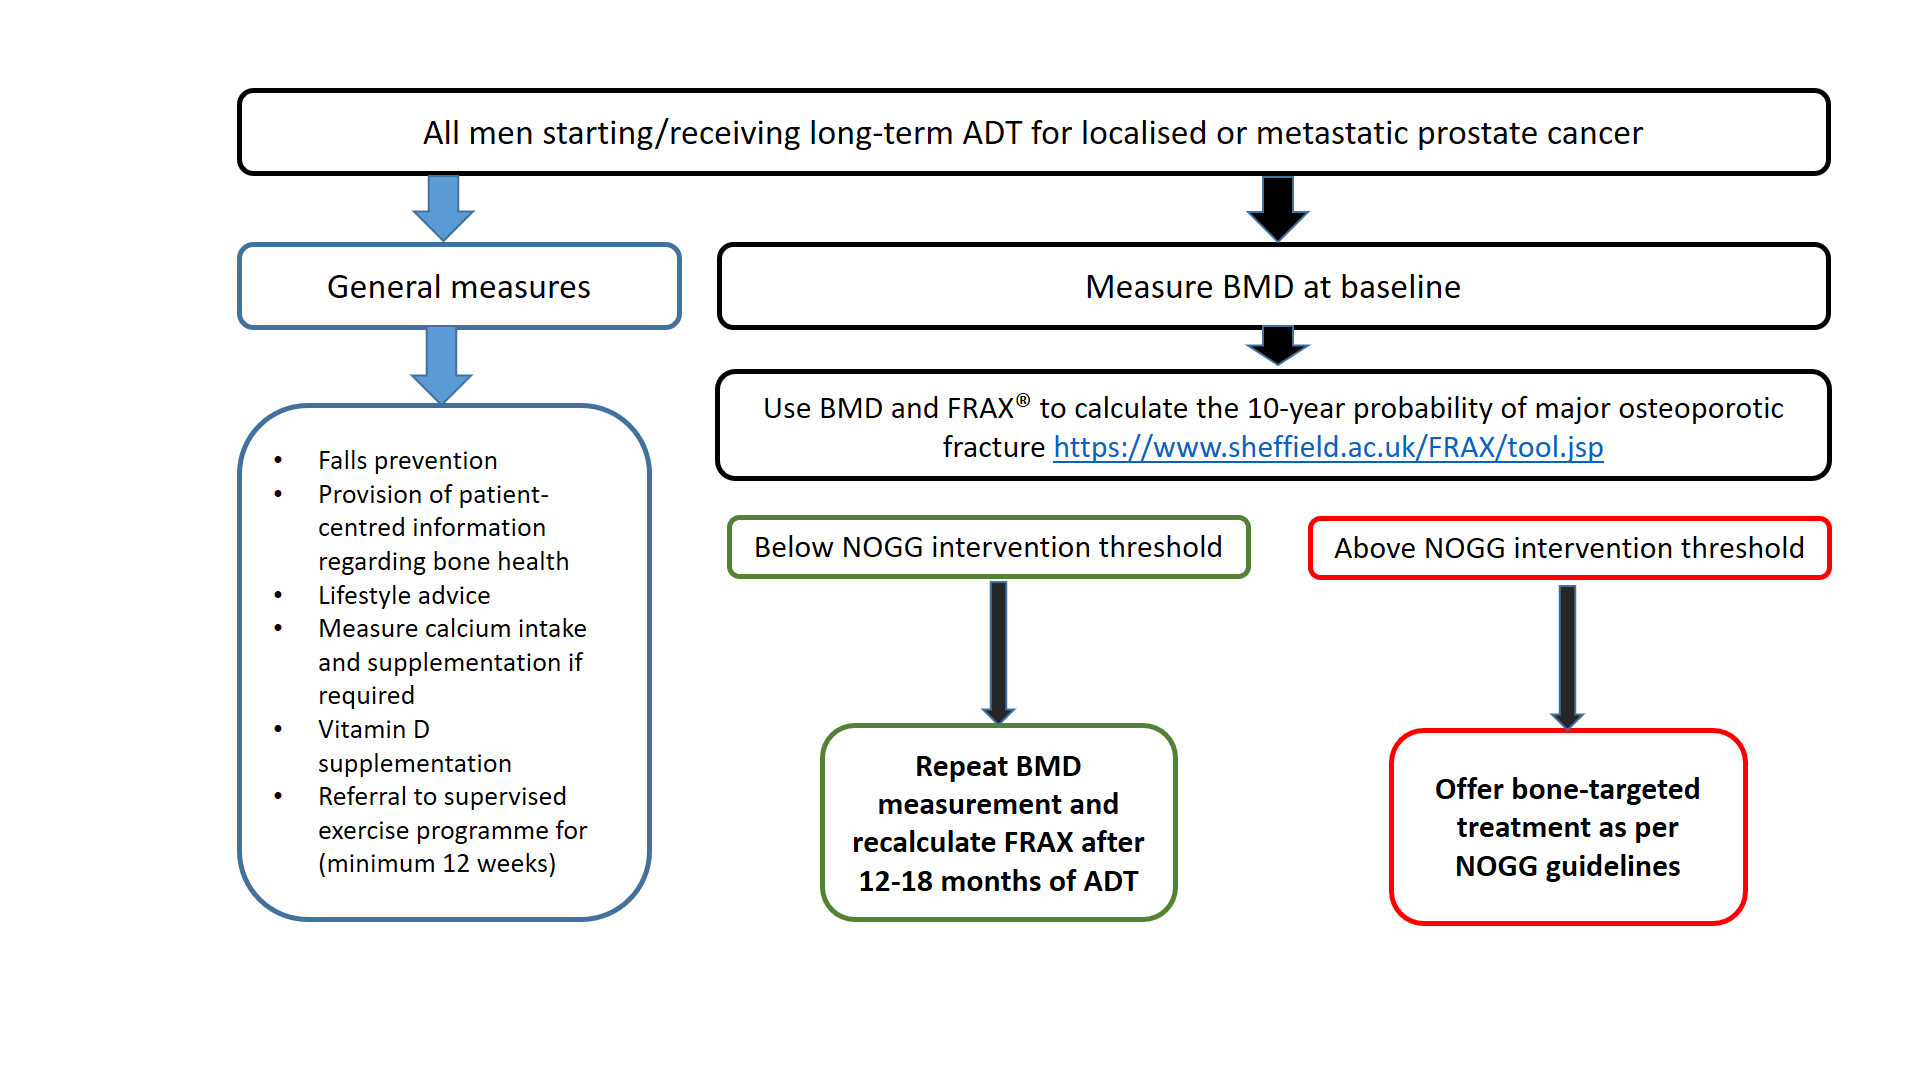 All men starting/receiving long-term ADT for localised or metastatic prostate cancer
General measures
Measure BMD at baseline
Use BMD and FRAX® to calculate the 10-year probability of major osteoporotic
fracture https://www.sheffield.ac.uk/FRAX/tool.jsp
• Falls prevention
• Provision of patient-
centred information
regarding bone health
• Lifestyle advice
• Measure calcium intake
and supplementation if
required
• Vitamin D
supplementation
• Referral to supervised
exercise programme for
(minimum 12 weeks)
Below NOGG intervention threshold
Above NOGG intervention threshold
Repeat BMD
measurement and
recalculate FRAX after
12-18 months of ADT
Offer bone-targeted
treatment as per
NOGG guidelines